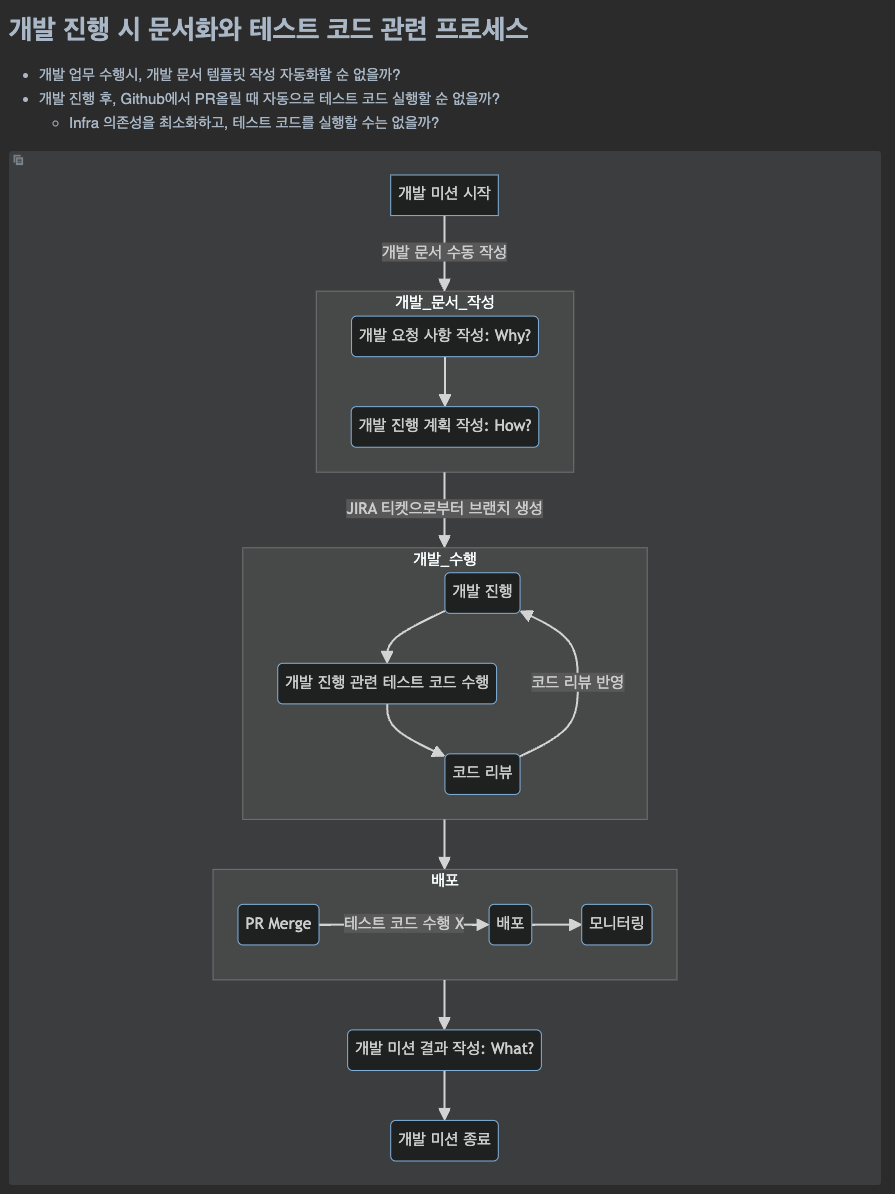 개발 진행 시 문서화와 테스트 코드 관련 프로세스
개발 업무 수행시, 개발 문서 템플릿 작성 자동화할 순 없을까?
개발 진행 후, Github에서 PR올릴 때 자동으로 테스트 코드 실행할 순 없을까?
Infra 의존성을 최소화하고, 테스트 코드를 실행할 수는 없을까?
개발 미션 시작
개발 문서 수동 작성
개발_문서_작성
개발 요청 사항 작성: Why?
개발 진행 계획 작성: How?
JIRA 티켓으로부터 브랜치 생성
개발_수행
개발 진행
개발 진행 관련 테스트 코드 수행
코드 리뷰 반영
코드 리뷰
배포
PR Merge
테스트 코드 수행 X
배포
모니터링
개발 미션 결과 작성: What?
개발 미션 종료